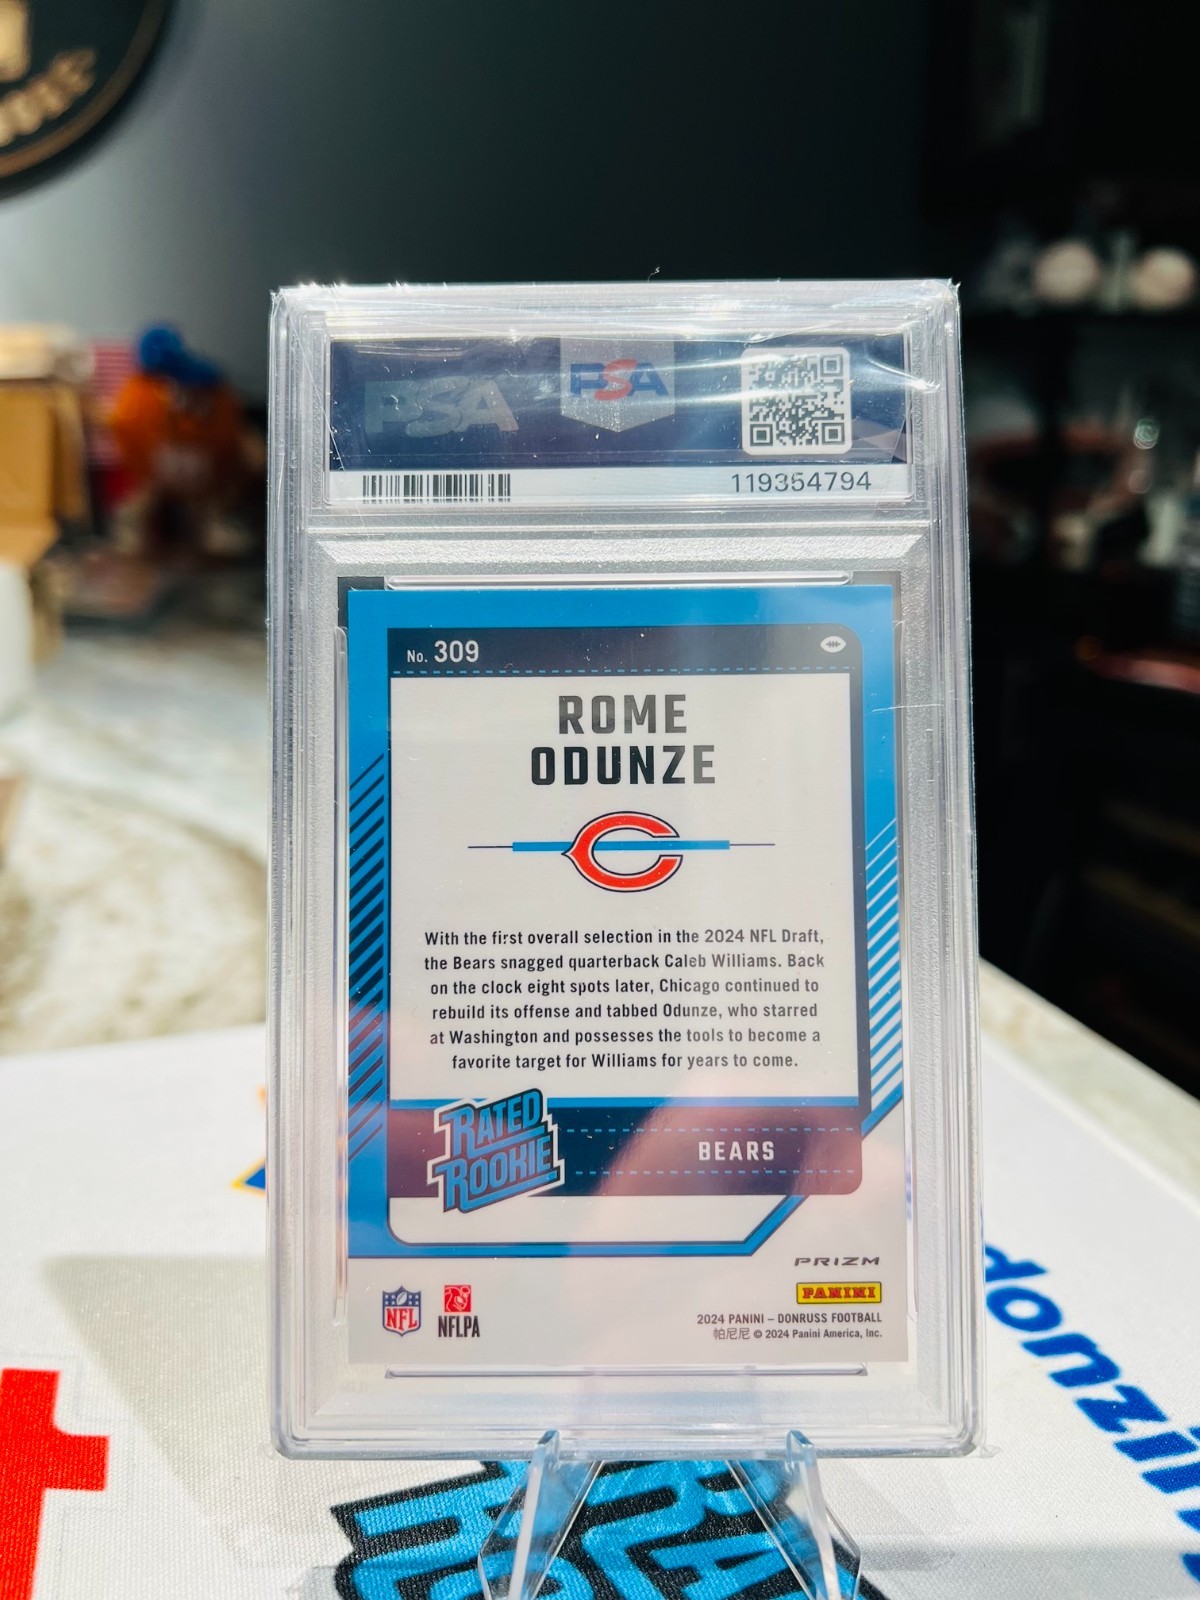 PSA
PSA
119354794
No. 309
ROME
ODUNZE
With the first overall selection in the 2024 NFL Draft,
the Bears snagged quarterback Caleb Williams. Back
on the clock eight spots later, Chicago continued to
rebuild its offense and tabbed Odunze, who starred
at Washington and possesses the tools to become a
favorite target for Williams for years to come.
RATED
ROOKIE
BEARS
PRIZM
PANINI
NFL
NFLPA
2024 PANINI – DONRUSS FOOTBALL
帕尼尼 © 2024 Panini America, Inc.